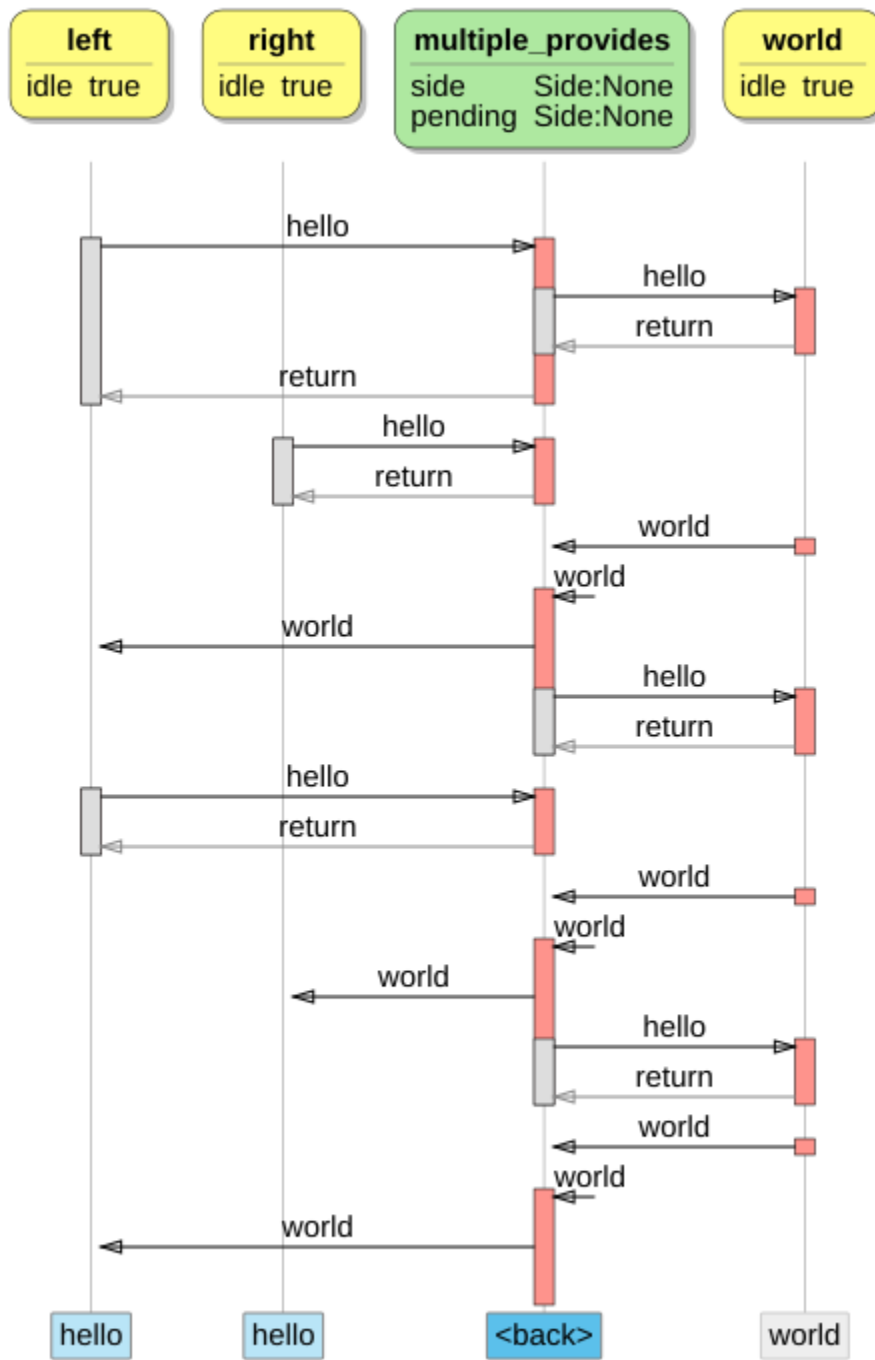 left
idle true
right
idle true
multiple_provides
side Side:None
pending Side:None
world
idle true
hello
hello
return
return
hello
return
world
world
world
hello
return
hello
return
world
world
world
hello
return
world
world
world
hello
hello
<back>
world